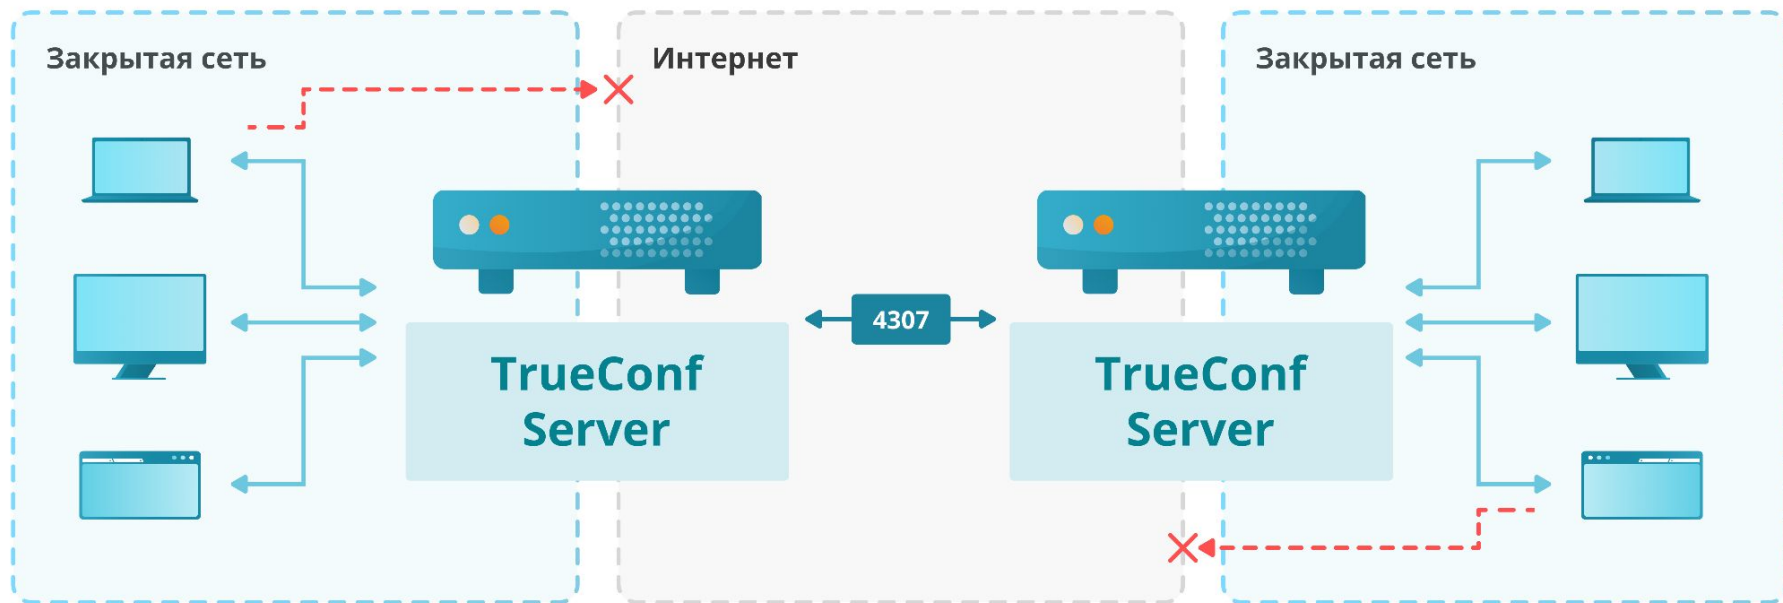 Закрытая сеть
Интернет
Закрытая сеть
4307
TrueConf
Server
TrueConf
Server